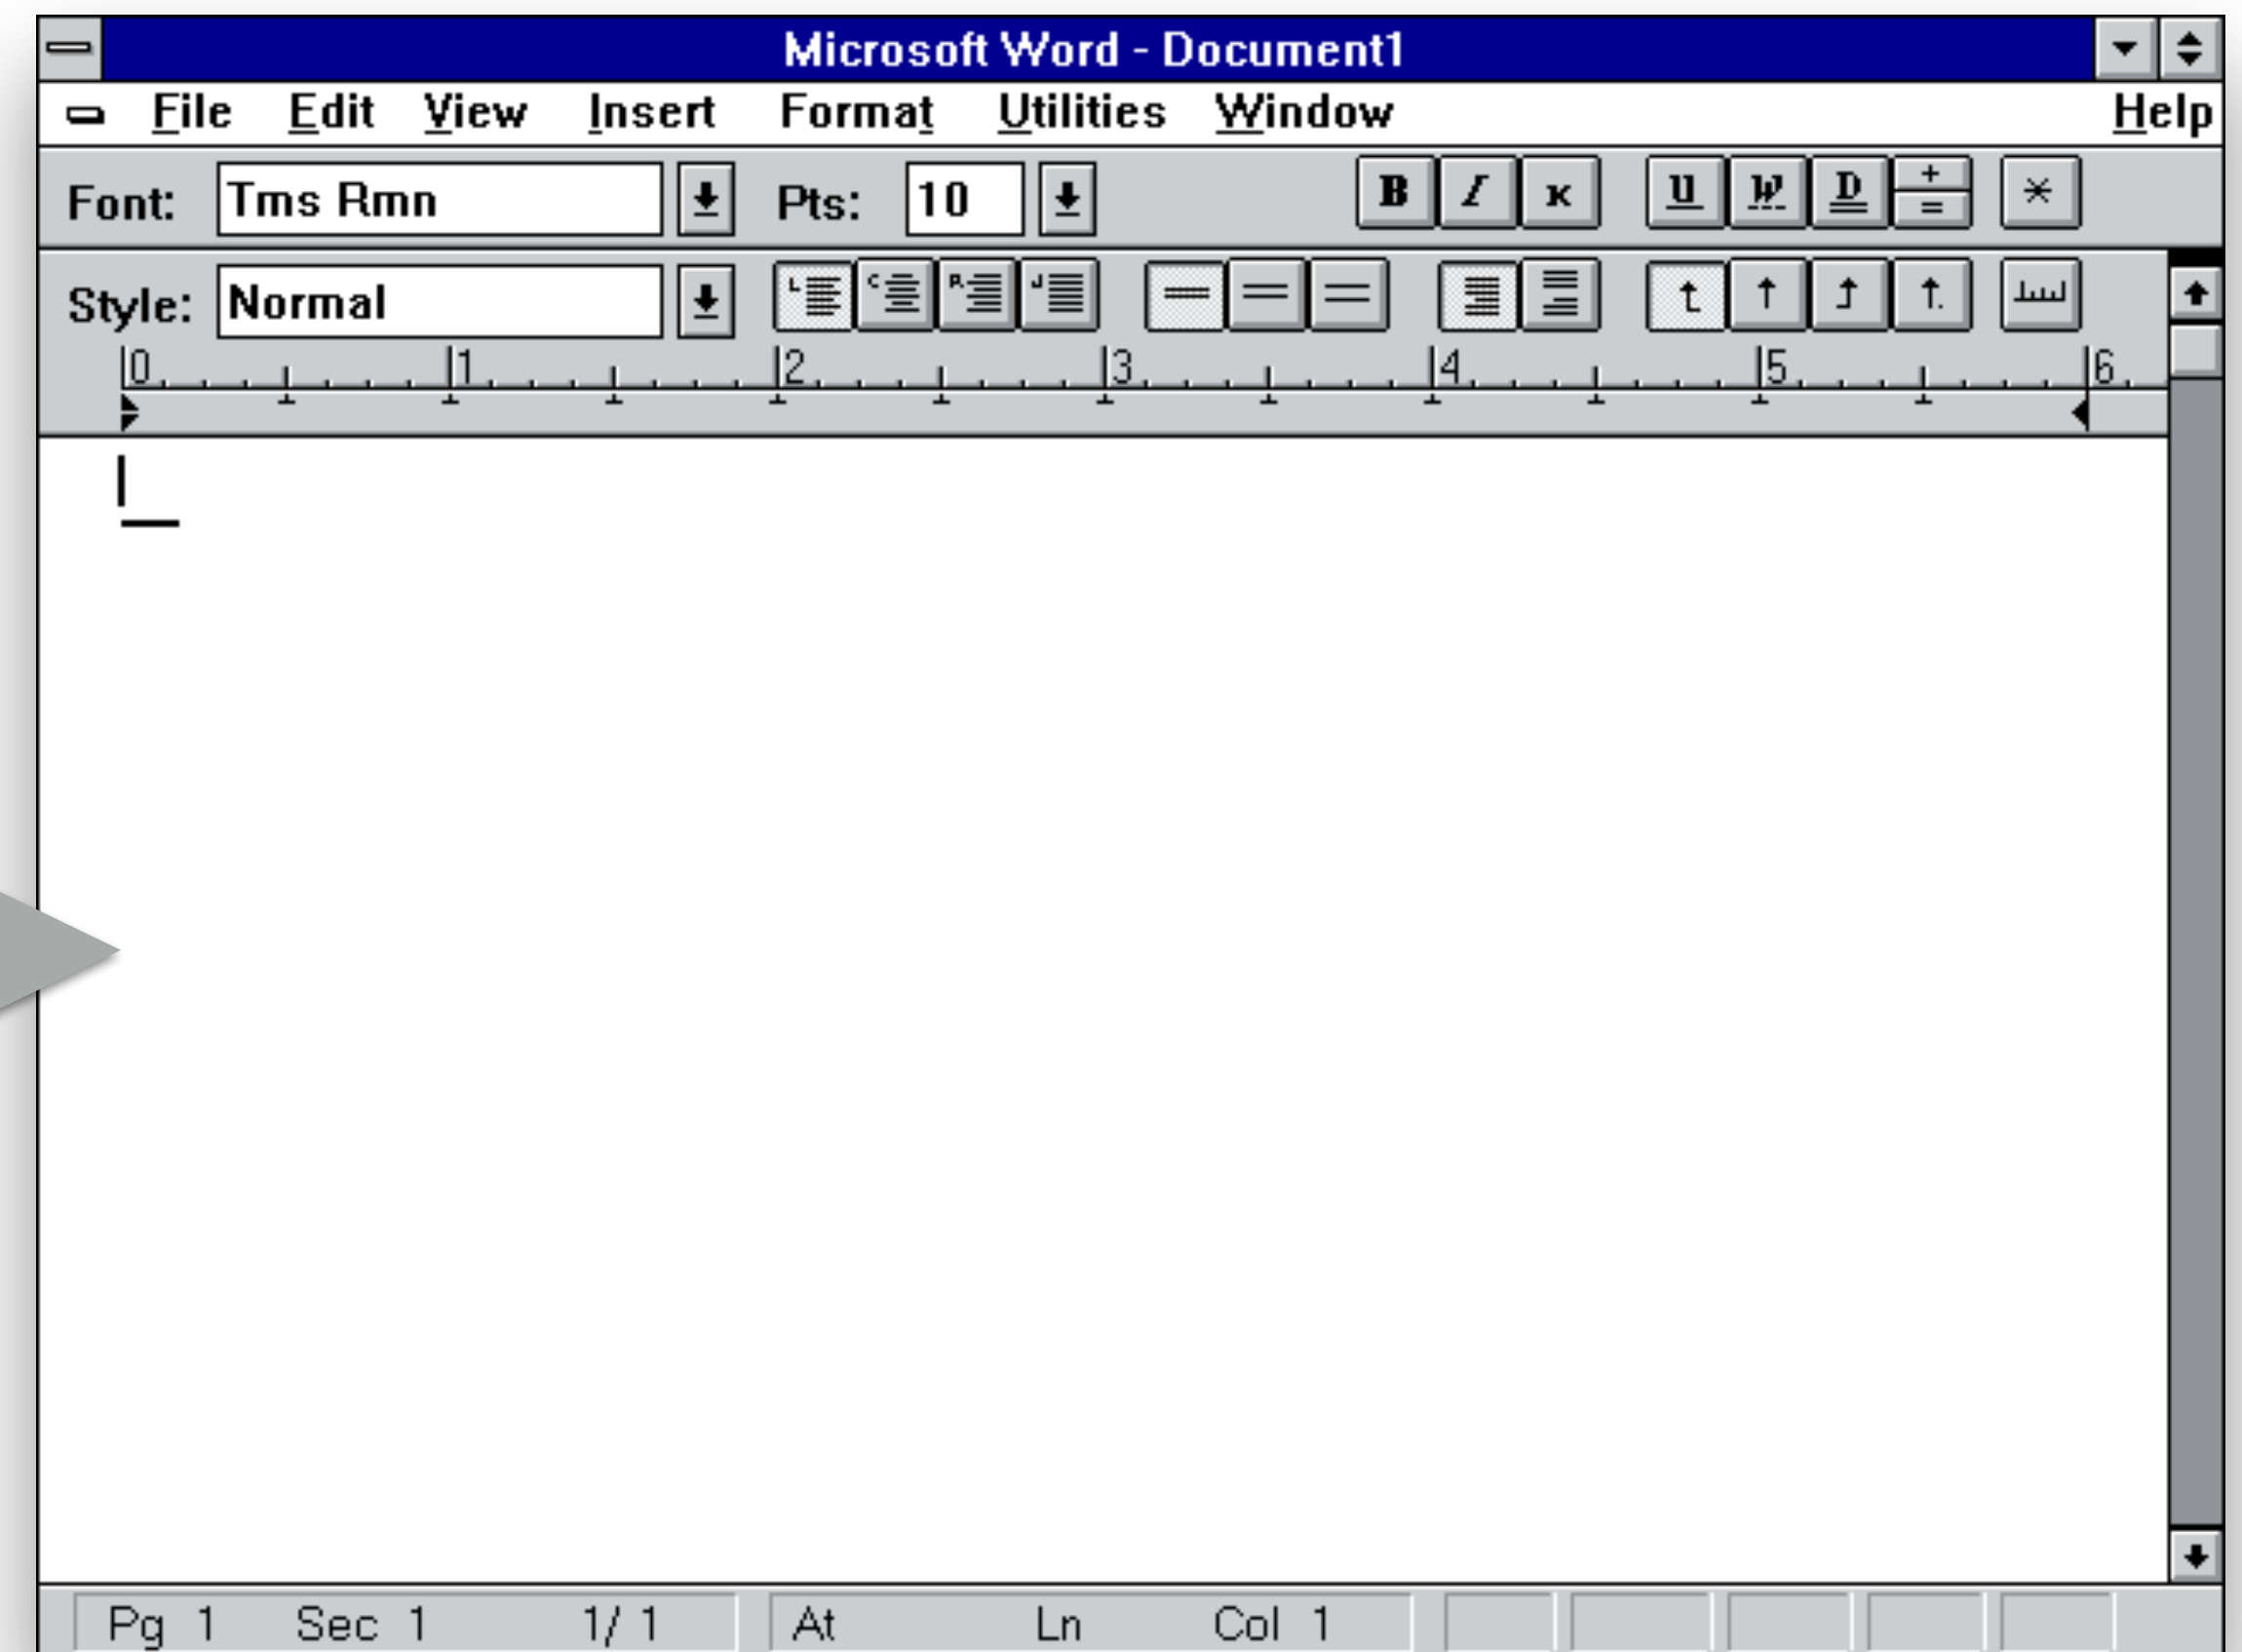 Microsoft Word - Document1
File Edit View Insert Format Utilities Window Help
Font: Tms Rmn Pts: 10 B I K U W D + = *
Style: Normal L C R J
0 1 2 3 4 5 6
Pg 1 Sec 1 1/1 At Ln Col 1